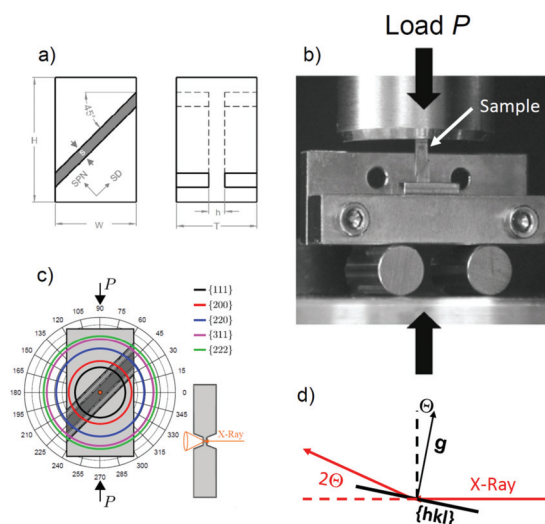 a)
45°
H
g
SPN
SD
W
h
T
b)
Load P
Sample
c)
P
{111}
{200}
{220}
{311}
{222}
90
105
75
120
60
135
45
150
30
165
15
180
0
195
345
210
330
225
315
240
300
255
285
270
P
X-Ray
d)
Θ
g
X-Ray
2Θ
{hkl}